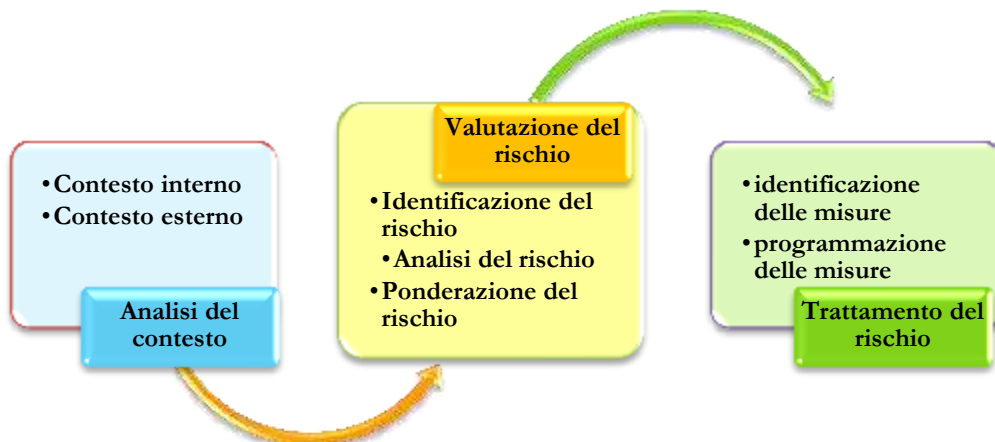 •Contesto interno
•Contesto esterno
Analisi del
contesto
Valutazione del
rischio
•Identificazione del
rischio
•Analisi del rischio
•Ponderazione del
rischio
•identificazione
delle misure
•programmazione
delle misure
Trattamento del
rischio